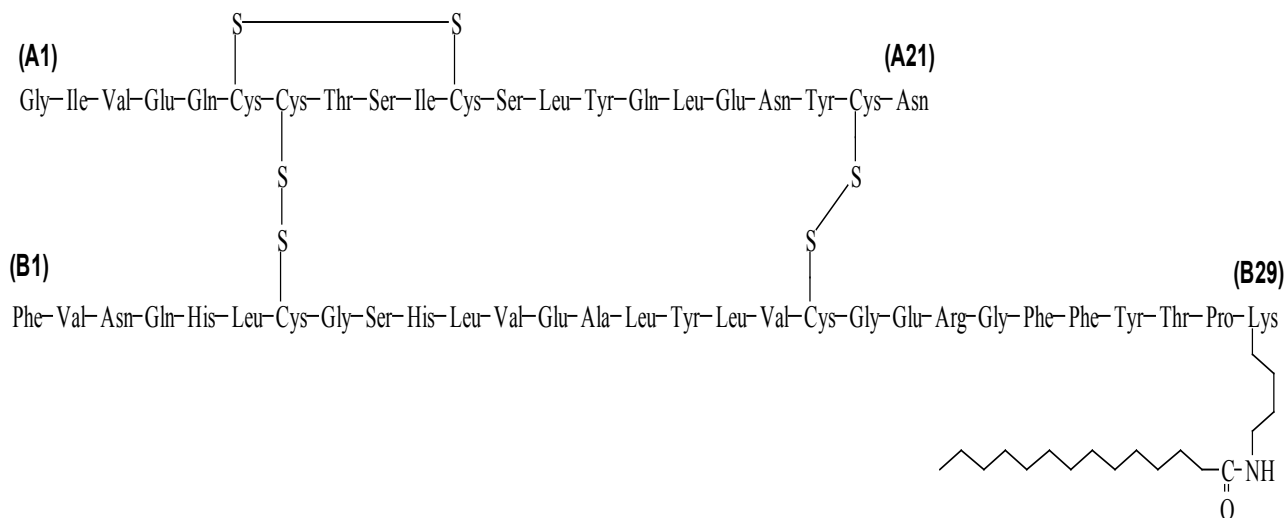 S S
(A1) (A21)
Gly-Ile-Val-Glu-Gln-Cys-Cys-Thr-Ser-Ile-Cys-Ser-Leu-Tyr-Gln-Leu-Glu-Asn-Tyr-Cys-Asn
S S
S S
(B1) (B29)
Phe-Val-Asn-Gln-His-Leu-Cys-Gly-Ser-His-Leu-Val-Glu-Ala-Leu-Tyr-Leu-Val-Cys-Gly-Glu-Arg-Gly-Phe-Phe-Tyr-Thr-Pro-Lys
C-NH
O